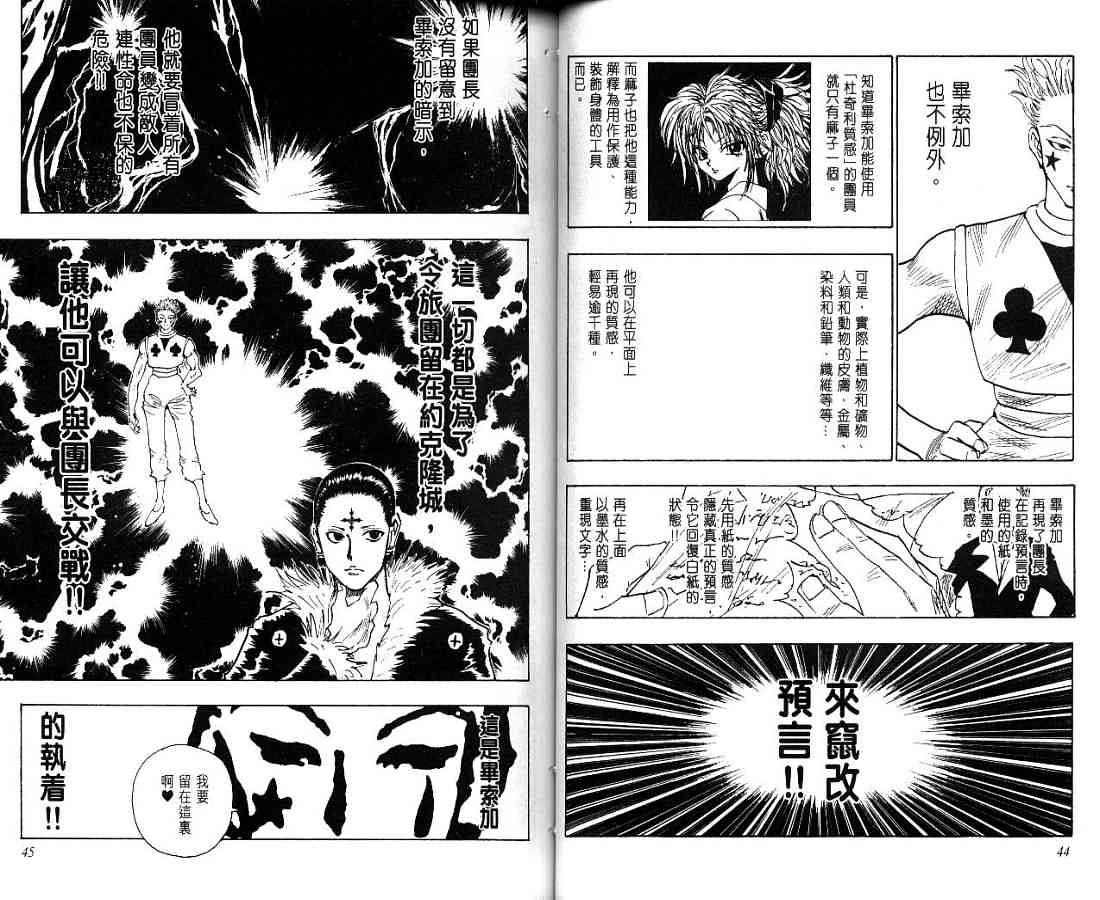 畢索加
也不例外。
知道畢索加能使用
「杜奇利質感」的團員
就只有麻子一個。
而麻子也把他這種能力，
解釋為用作保護、
裝飾身體的工具
而已。
可是，實際上植物和礦物、
人類和動物的皮膚、金屬、
染料和鉛筆、纖維等等…
他可以在平面上
再現的質感，
輕易逾千種。
畢索加
再現了團長
在記錄預言時，
使用的紙
和墨的
質感。
先用紙的質感
隱藏真正的預言
令它回復白紙的
狀態!!
再在上面
以墨水的質感，
重現文字…
來竄改
預言!!
44
如果團長
沒有留意到
畢索加的暗示，
他就要冒着所有
團員變成敵人，
連性命也不保的
危險!!
這一切都是為了
令旅團留在約克隆城，
讓他可以與團長交戰!!
這是畢索加
我要
留在這裏
啊♥
的執着!!
45